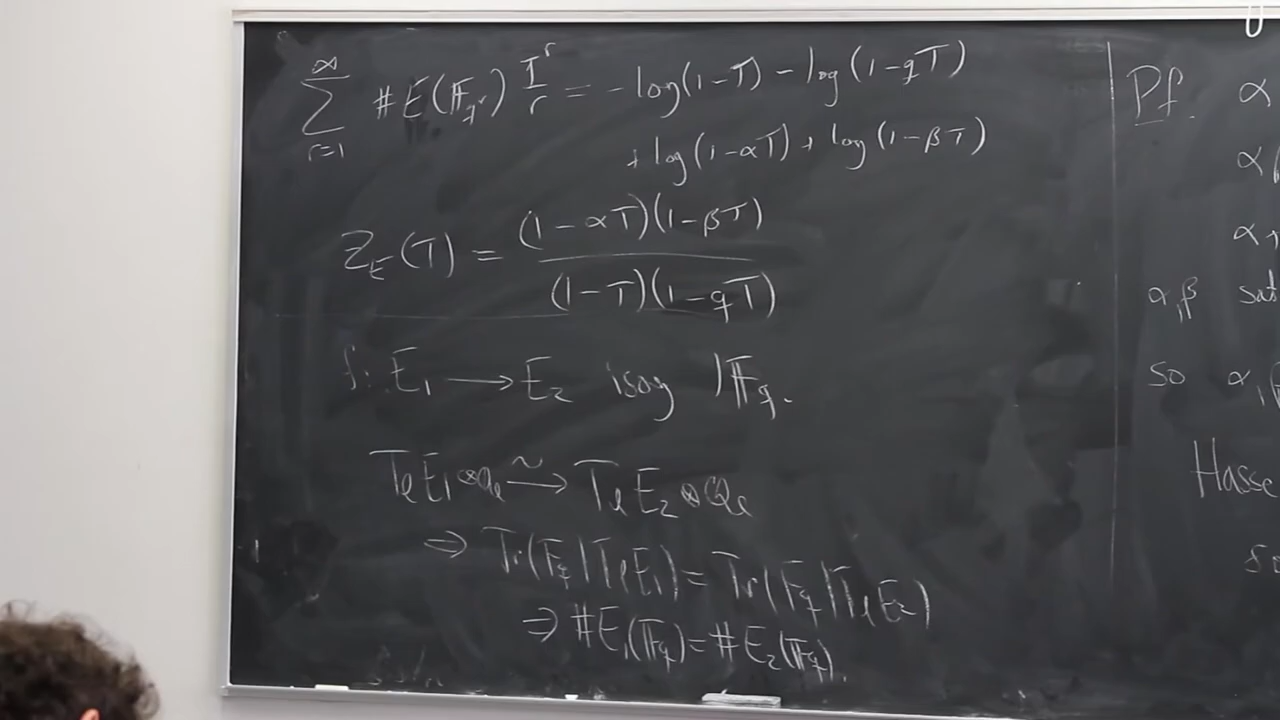 ∑_{r=1}^{∞} #E(𝔽_{q^r}) T^r/r = -log(1-T) - log(1-qT)
+ log(1-αT) + log(1-βT)
Z_E(T) = (1-αT)(1-βT) / (1-T)(1-qT)
f: E_1 → E_2 isog /𝔽_q.
T_ℓE_1⊗ℚ_ℓ ⥲ T_ℓE_2⊗ℚ_ℓ
⇒ Tr(F_q|T_ℓE_1) = Tr(F_q|T_ℓE_2)
⇒ #E_1(𝔽_q) = #E_2(𝔽_q).
Pf. α
α
α
α,β sat
so α,β
Hasse
so